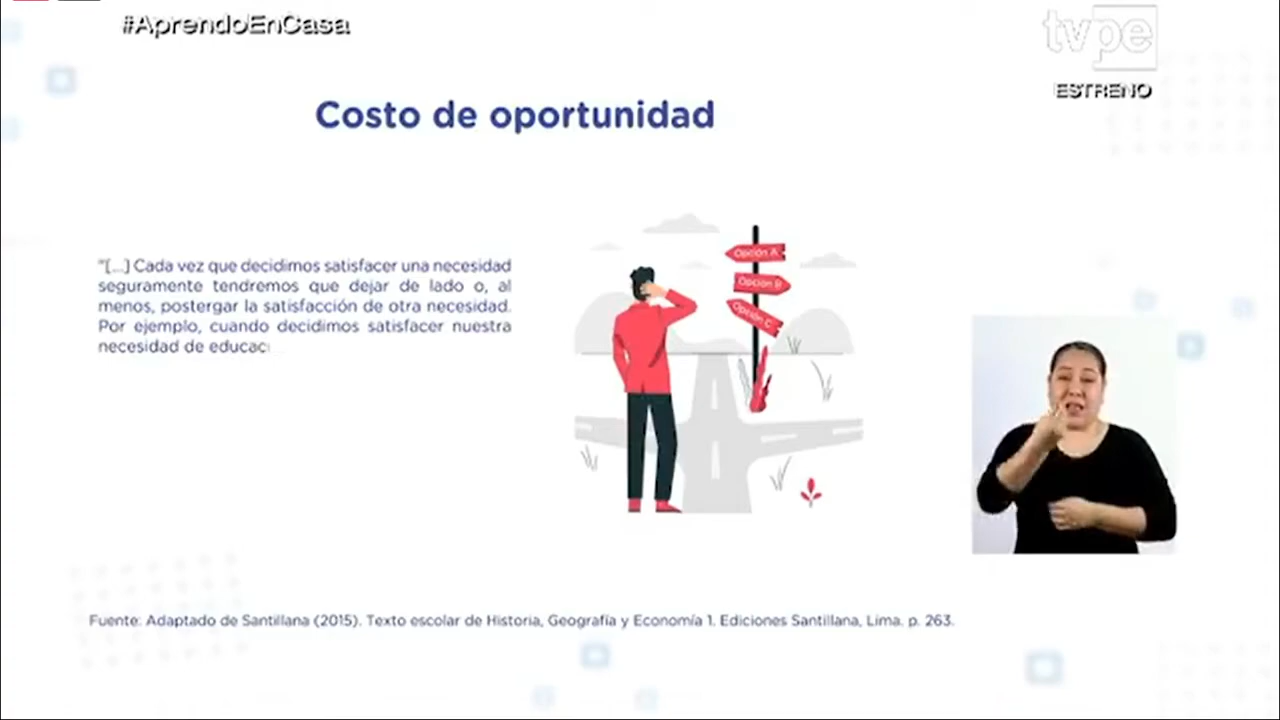 #AprendoEnCasa
tvpe
ESTRENO
Costo de oportunidad
"[...] Cada vez que decidimos satisfacer una necesidad
seguramente tendremos que dejar de lado o, al
menos, postergar la satisfacción de otra necesidad.
Por ejemplo, cuando decidimos satisfacer nuestra
necesidad de educac
Opción A
Opción B
Opción C
Fuente: Adaptado de Santillana (2015). Texto escolar de Historia, Geografía y Economía 1. Ediciones Santillana, Lima. p. 263.